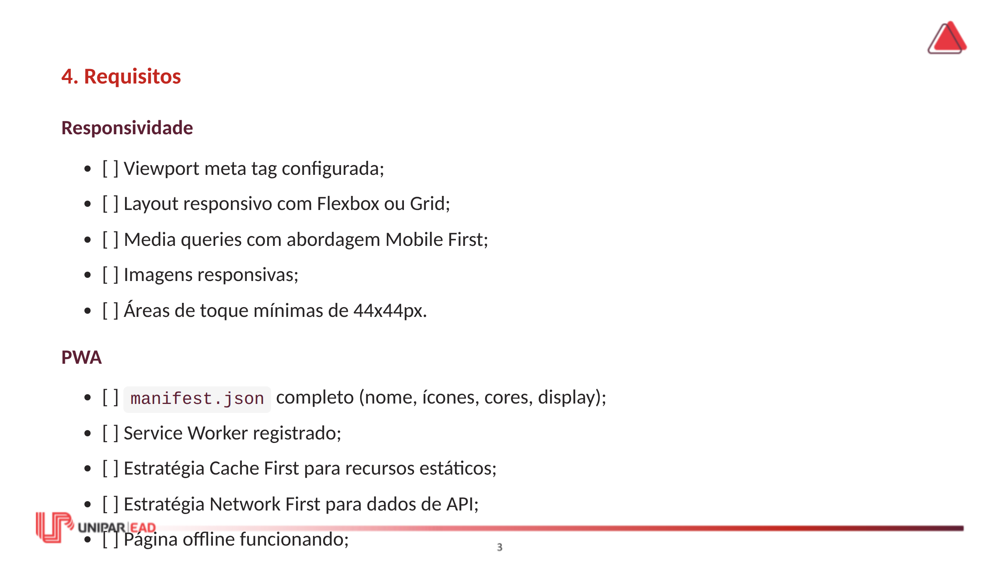 4. Requisitos
Responsividade
• [ ] Viewport meta tag configurada;
• [ ] Layout responsivo com Flexbox ou Grid;
• [ ] Media queries com abordagem Mobile First;
• [ ] Imagens responsivas;
• [ ] Áreas de toque mínimas de 44x44px.
PWA
• [ ] manifest.json completo (nome, ícones, cores, display);
• [ ] Service Worker registrado;
• [ ] Estratégia Cache First para recursos estáticos;
• [ ] Estratégia Network First para dados de API;
UNIPAR|EAD
• [ ] Página offline funcionando;
3